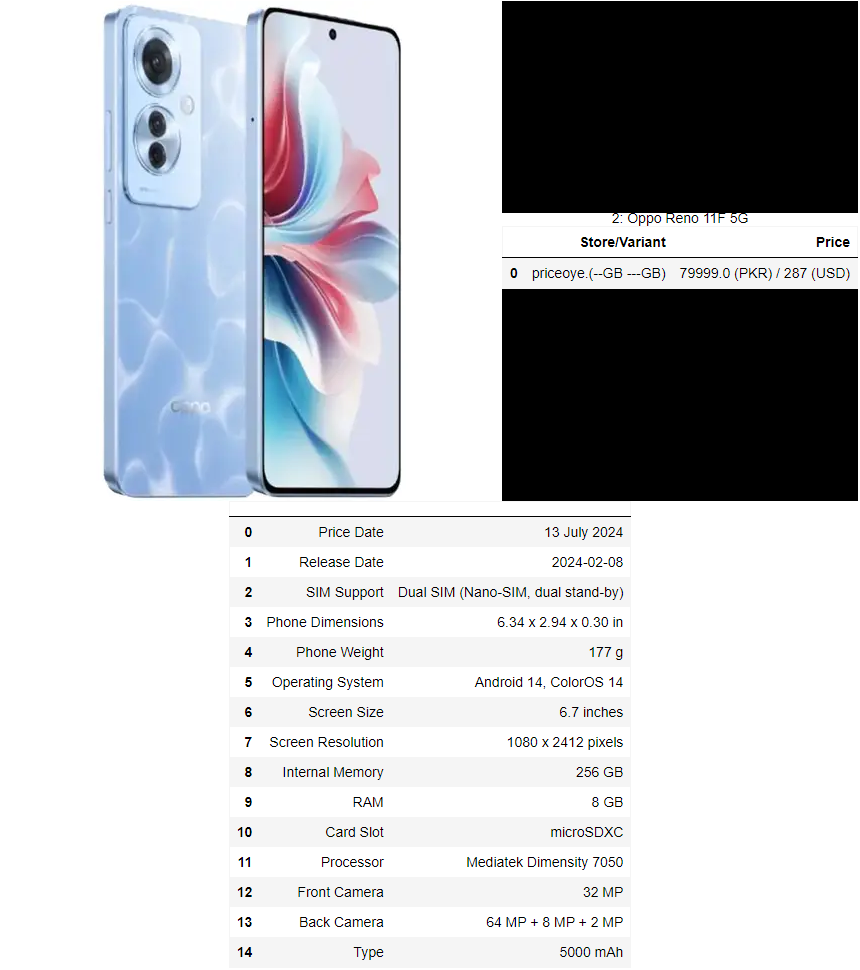 oppo
2: Oppo Reno 11F 5G
Store/Variant Price
0 priceoye.(--GB ---GB) 79999.0 (PKR) / 287 (USD)
0 Price Date 13 July 2024
1 Release Date 2024-02-08
2 SIM Support Dual SIM (Nano-SIM, dual stand-by)
3 Phone Dimensions 6.34 x 2.94 x 0.30 in
4 Phone Weight 177 g
5 Operating System Android 14, ColorOS 14
6 Screen Size 6.7 inches
7 Screen Resolution 1080 x 2412 pixels
8 Internal Memory 256 GB
9 RAM 8 GB
10 Card Slot microSDXC
11 Processor Mediatek Dimensity 7050
12 Front Camera 32 MP
13 Back Camera 64 MP + 8 MP + 2 MP
14 Type 5000 mAh